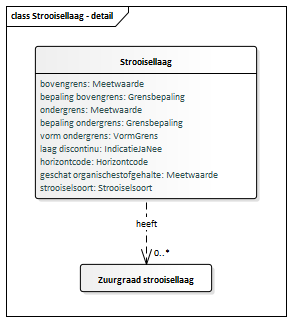 class Strooisellaag - detail
Strooisellaag
bovengrens: Meetwaarde
bepaling bovengrens: Grensbepaling
ondergrens: Meetwaarde
bepaling ondergrens: Grensbepaling
vorm ondergrens: VormGrens
laag discontinu: IndicatieJaNee
horizontcode: Horizontcode
geschat organischestofgehalte: Meetwaarde
strooiselsoort: Strooiselsoort
heeft
0..*
Zuurgraad strooisellaag